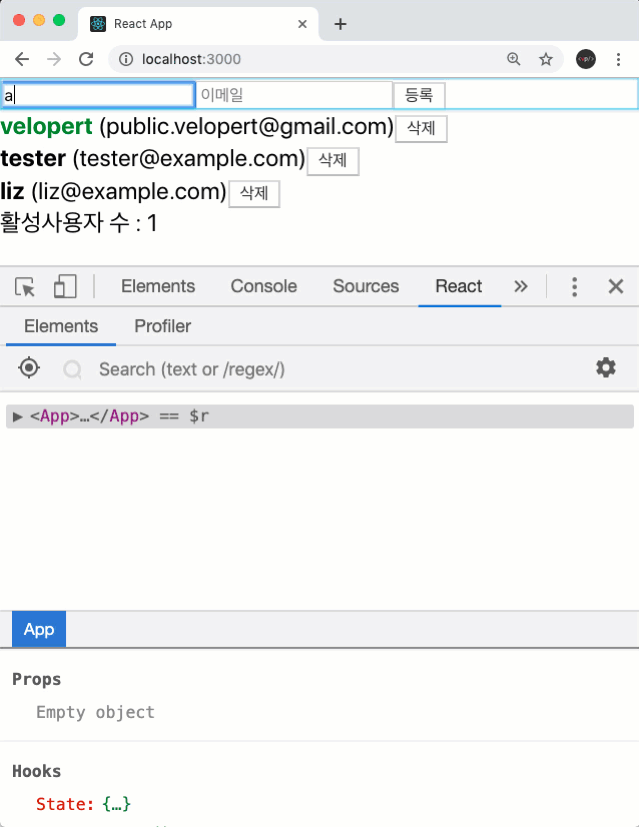 React App
localhost:3000
a 이메일 등록
velopert (public.velopert@gmail.com) 삭제
tester (tester@example.com) 삭제
liz (liz@example.com) 삭제
활성사용자 수 : 1
Elements Console Sources React »
Elements Profiler
Search (text or /regex/)
▶ <App>…</App> == $r
App
Props
Empty object
Hooks
State: {…}